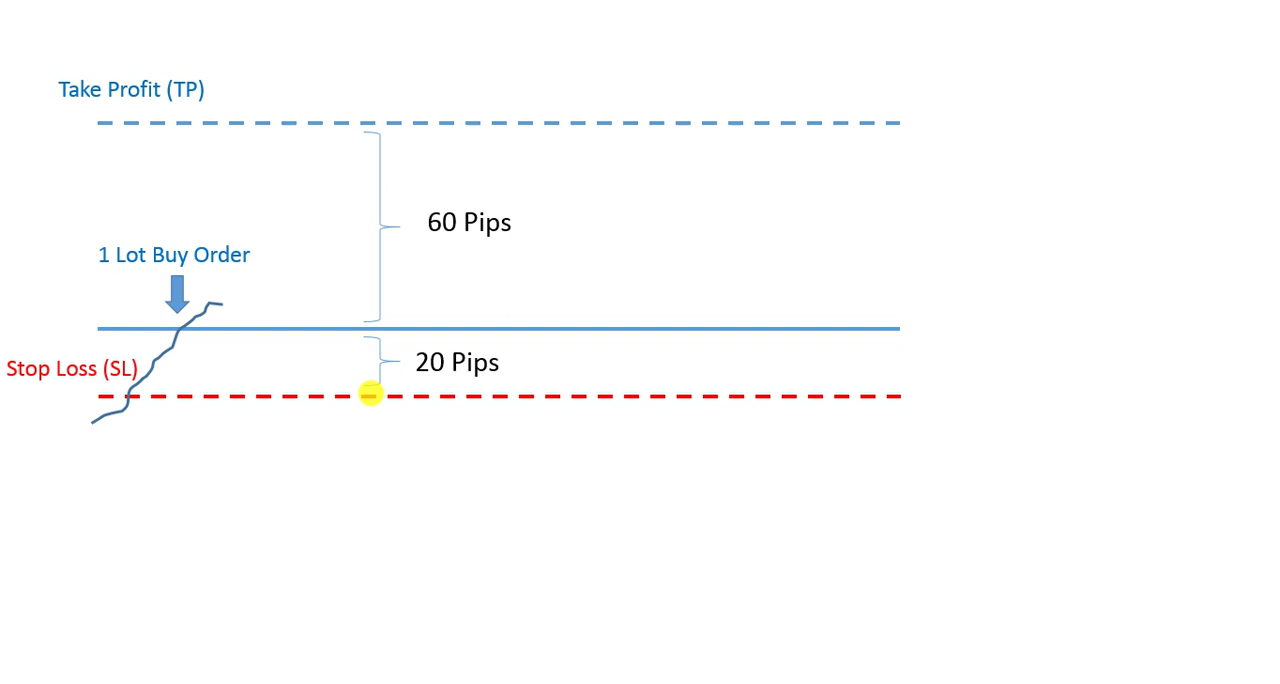 Take Profit (TP)
60 Pips
1 Lot Buy Order
20 Pips
Stop Loss (SL)